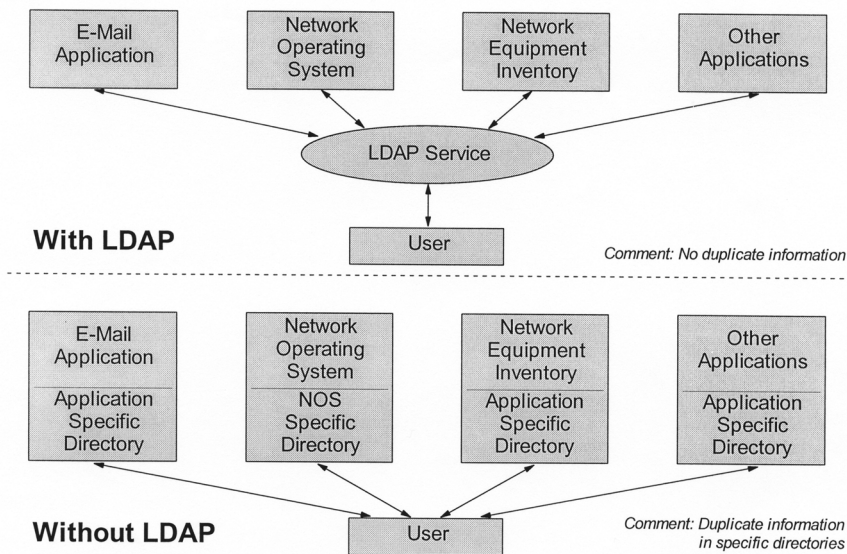 E-Mail
Application
Network
Operating
System
Network
Equipment
Inventory
Other
Applications
LDAP Service
User
With LDAP
Comment: No duplicate information
E-Mail
Application
Application
Specific
Directory
Network
Operating
System
NOS
Specific
Directory
Network
Equipment
Inventory
Application
Specific
Directory
Other
Applications
Application
Specific
Directory
User
Without LDAP
Comment: Duplicate information
in specific directories